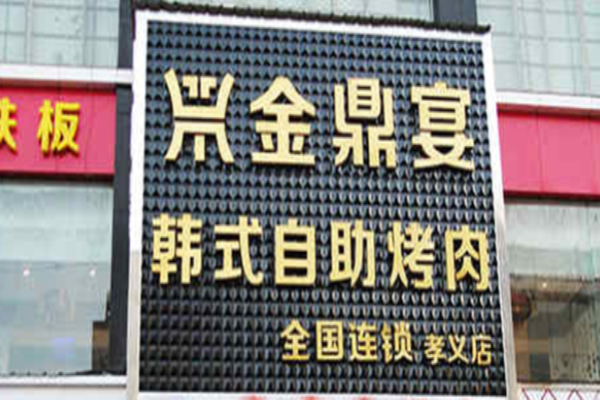 金鼎宴
韩式自助烤肉
全国连锁 孝义店
铁板